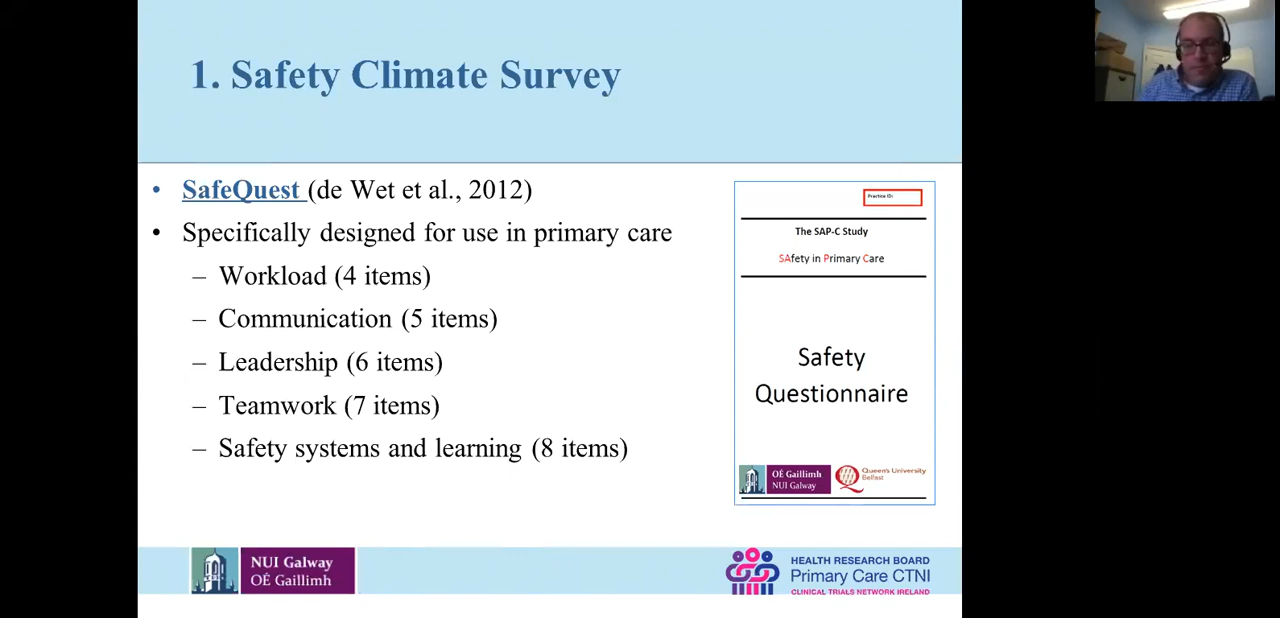 1. Safety Climate Survey
• SafeQuest (de Wet et al., 2012)
• Specifically designed for use in primary care
– Workload (4 items)
– Communication (5 items)
– Leadership (6 items)
– Teamwork (7 items)
– Safety systems and learning (8 items)
Practice ID:
The SAP-C Study
SAfety in Primary Care
Safety
Questionnaire
OÉ Gaillimh
NUI Galway
Queen's University
Belfast
NUI Galway
OÉ Gaillimh
HEALTH RESEARCH BOARD
Primary Care CTNI
CLINICAL TRIALS NETWORK IRELAND